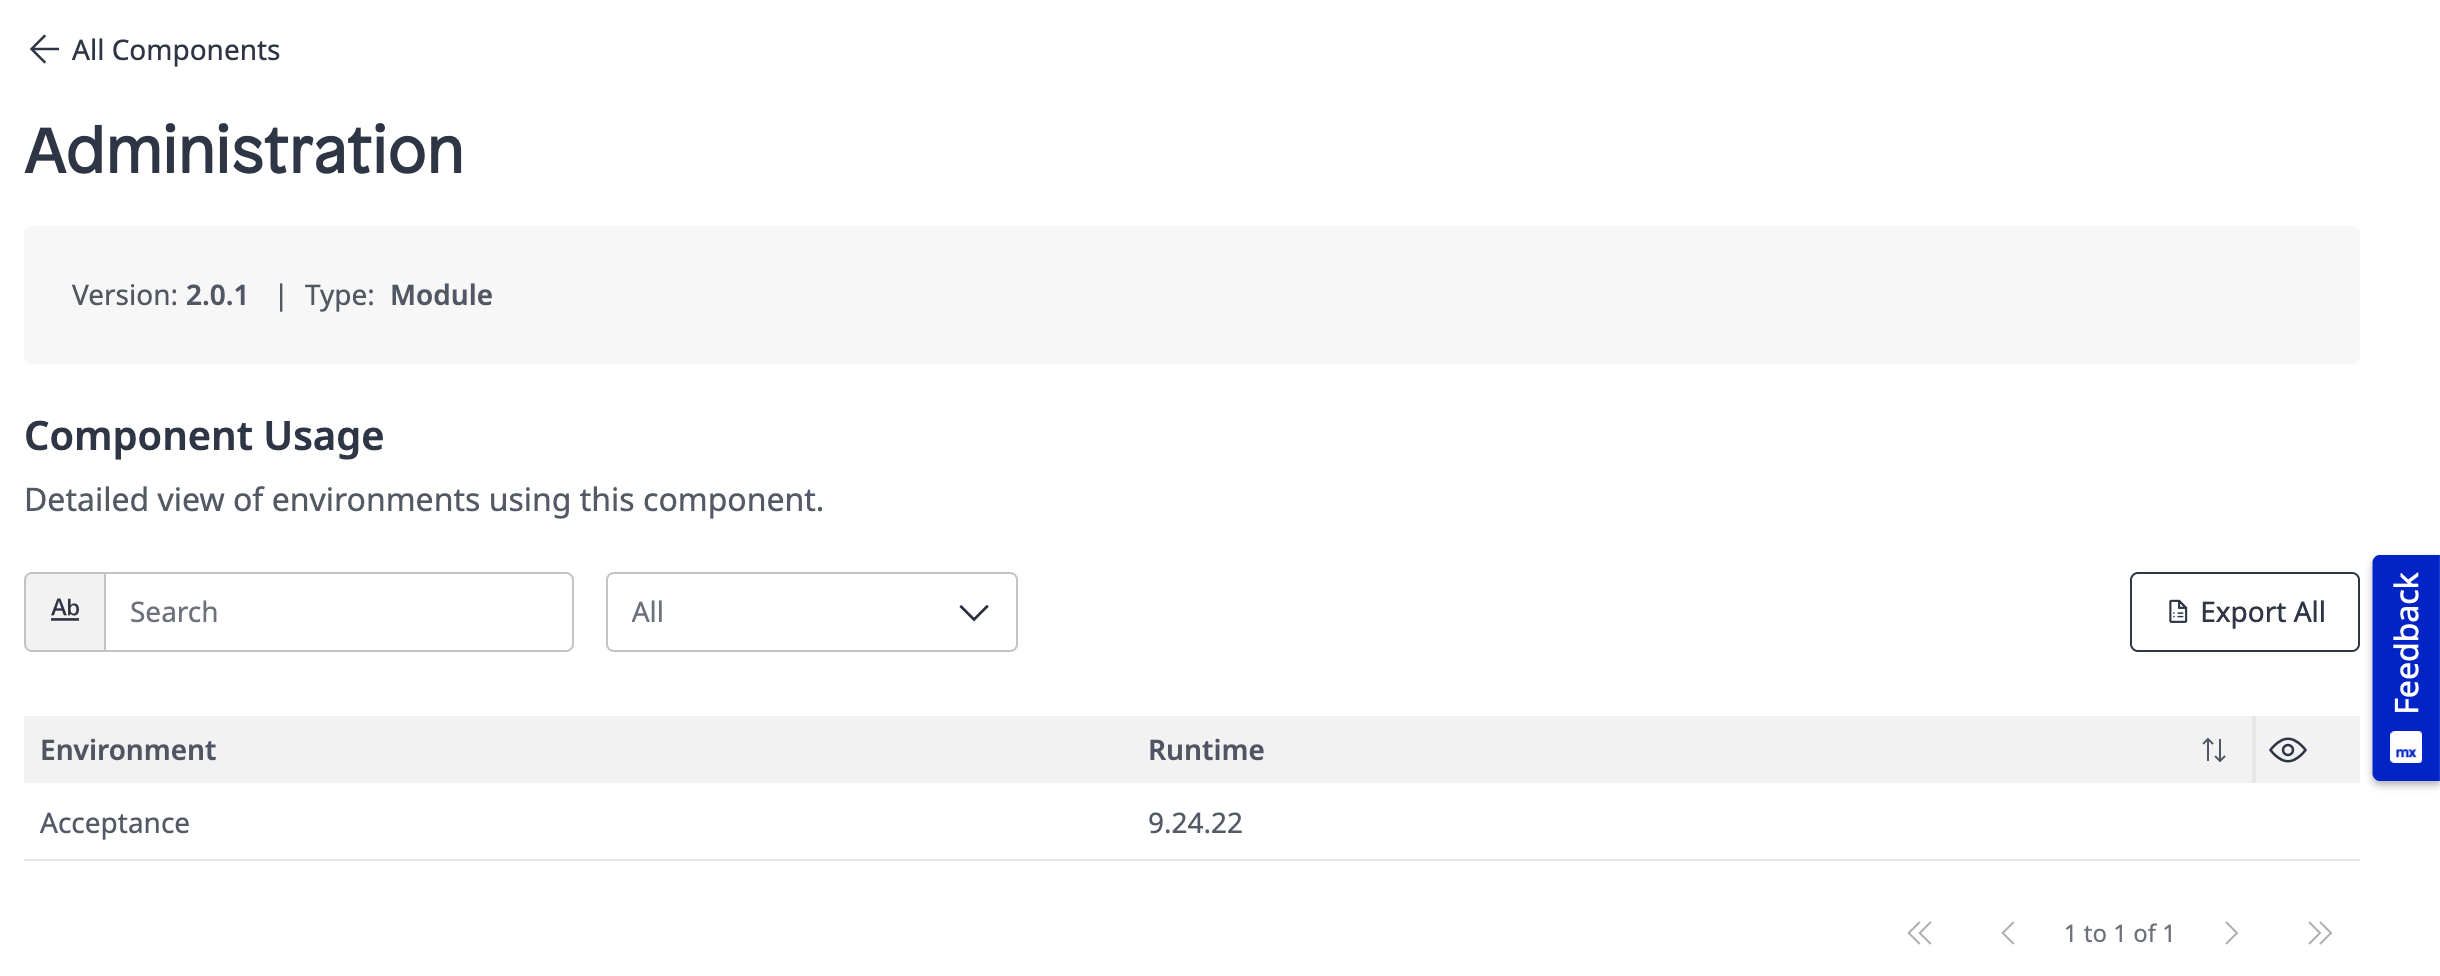 All Components
Administration
Version: 2.0.1 | Type: Module
Component Usage
Detailed view of environments using this component.
Ab Search All Export All
Feedback mx
Environment Runtime
Acceptance 9.24.22
1 to 1 of 1